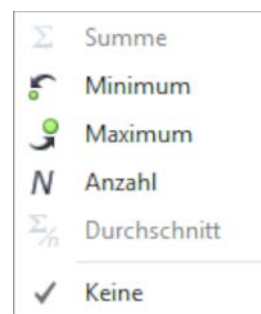 Σ Summe
Minimum
Maximum
N Anzahl
Σ/n Durchschnitt
Keine